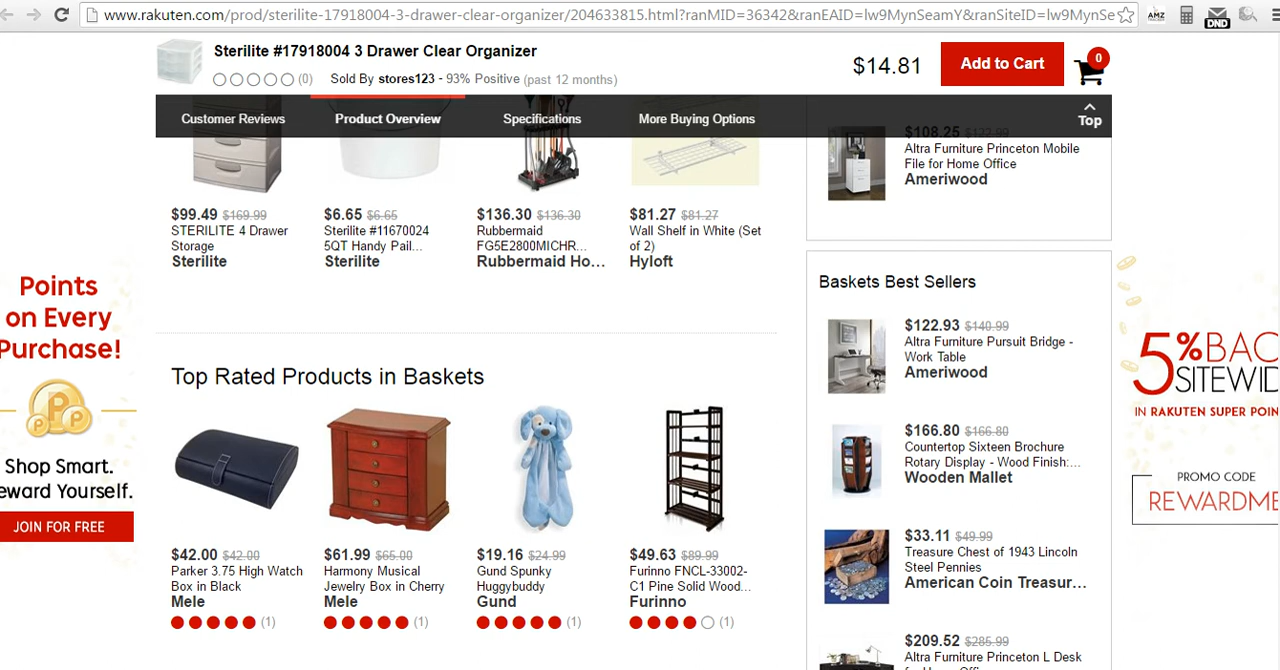 www.rakuten.com/prod/sterilite-17918004-3-drawer-clear-organizer/204633815.html?ranMID=36342&ranEAID=lw9MynSeamY&ranSiteID=lw9MynSe
AMZ
DND
Sterilite #17918004 3 Drawer Clear Organizer
(0) Sold By stores123 - 93% Positive (past 12 months)
$14.81
Add to Cart
0
Customer Reviews
Product Overview
Specifications
More Buying Options
Top
$99.49 $169.99
STERILITE 4 Drawer
Storage
Sterilite
$6.65 $6.65
Sterilite #11670024
5QT Handy Pail...
Sterilite
$136.30 $136.30
Rubbermaid
FG5E2800MICHR...
Rubbermaid Ho...
$81.27 $81.27
Wall Shelf in White (Set
of 2)
Hyloft
$108.25 $122.99
Altra Furniture Princeton Mobile
File for Home Office
Ameriwood
Points
on Every
Purchase!
P
P
P
Shop Smart.
eward Yourself.
JOIN FOR FREE
Top Rated Products in Baskets
$42.00 $42.00
Parker 3.75 High Watch
Box in Black
Mele
(1)
$61.99 $65.00
Harmony Musical
Jewelry Box in Cherry
Mele
(1)
$19.16 $24.99
Gund Spunky
Huggybuddy
Gund
(1)
$49.63 $89.99
Furinno FNCL-33002-
C1 Pine Solid Wood...
Furinno
(1)
Baskets Best Sellers
$122.93 $140.99
Altra Furniture Pursuit Bridge -
Work Table
Ameriwood
$166.80 $166.80
Countertop Sixteen Brochure
Rotary Display - Wood Finish:...
Wooden Mallet
$33.11 $49.99
Treasure Chest of 1943 Lincoln
Steel Pennies
American Coin Treasur...
$209.52 $285.99
Altra Furniture Princeton L Desk
5%BAC
SITEWID
IN RAKUTEN SUPER POIN
PROMO CODE
REWARDME